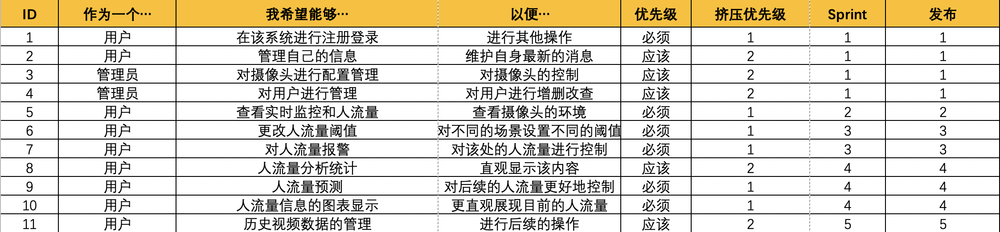 ID 作为一个… 我希望能够… 以便… 优先级 挤压优先级 Sprint 发布
1 用户 在该系统进行注册登录 进行其他操作 必须 1 1 1
2 用户 管理自己的信息 维护自身最新的消息 应该 2 1 1
3 管理员 对摄像头进行配置管理 对摄像头的控制 应该 2 1 1
4 管理员 对用户进行管理 对用户进行增删改查 应该 2 1 1
5 用户 查看实时监控和人流量 查看摄像头的环境 必须 1 2 2
6 用户 更改人流量阈值 对不同的场景设置不同的阈值 必须 1 3 3
7 用户 对人流量报警 对该处的人流量进行控制 必须 1 3 3
8 用户 人流量分析统计 直观显示该内容 应该 2 4 4
9 用户 人流量预测 对后续的人流量更好地控制 必须 1 4 4
10 用户 人流量信息的图表显示 更直观展现目前的人流量 必须 1 4 4
11 用户 历史视频数据的管理 进行后续的操作 应该 2 5 5